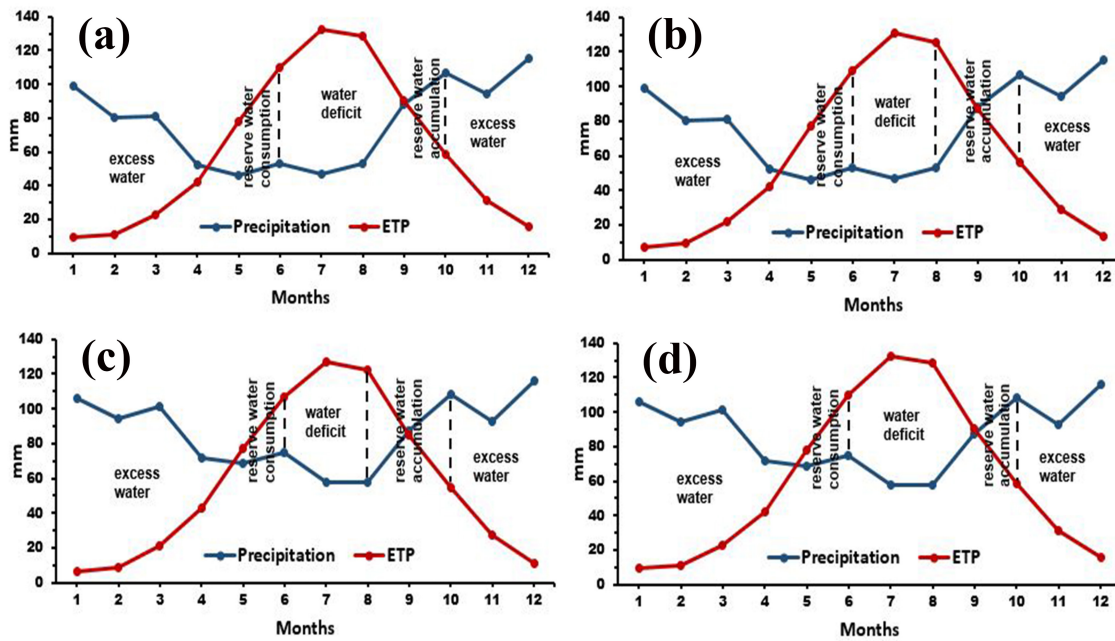 (a)
140
120
100
80
60
40
20
0
mm
excess
water
reserve water
consumption
water
deficit
reserve water
accumulation
excess
water
Precipitation ETP
1 2 3 4 5 6 7 8 9 10 11 12
Months
(b)
140
120
100
80
60
40
20
0
mm
excess
water
reserve water
consumption
water
deficit
reserve water
accumulation
excess
water
Precipitation ETP
1 2 3 4 5 6 7 8 9 10 11 12
Months
(c)
140
120
100
80
60
40
20
0
mm
excess
water
reserve water
consumption
water
deficit
reserve water
accumulation
excess
water
Precipitation ETP
1 2 3 4 5 6 7 8 9 10 11 12
Months
(d)
140
120
100
80
60
40
20
0
mm
excess
water
reserve water
consumption
water
deficit
reserve water
accumulation
excess
water
Precipitation ETP
1 2 3 4 5 6 7 8 9 10 11 12
Months